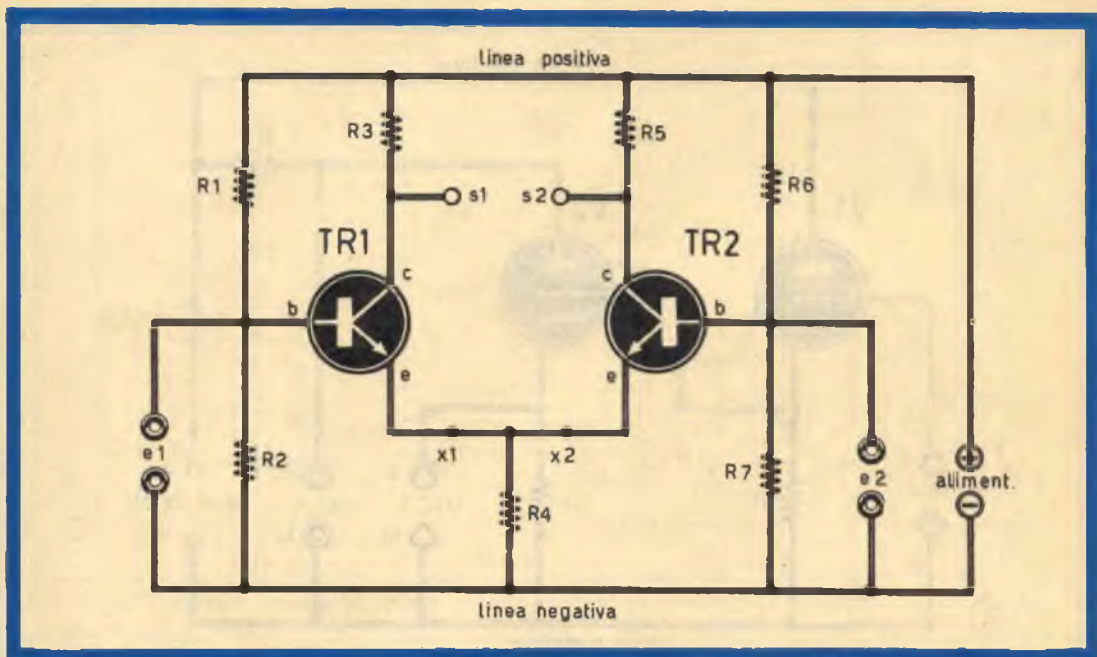 linea positiva
R3
R5
R1
s1
s2
R6
TR1
TR2
c
c
b
b
e
e
e1
R2
x1
x2
R7
e2
+
aliment.
−
R4
linea negativa